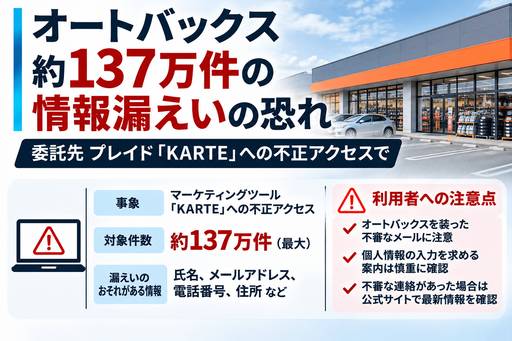 オートバックス
約137万件の
情報漏えいの恐れ
委託先 プレイド「KARTE」への不正アクセスで
事象
マーケティングツール
「KARTE」への不正アクセス
対象件数
約137万件（最大）
漏えいの
おそれがある情報
氏名、メールアドレス、
電話番号、住所 など
利用者への注意点
オートバックスを装った
不審なメールに注意
個人情報の入力を求める
案内は慎重に確認
不審な連絡があった場合は
公式サイトで最新情報を確認